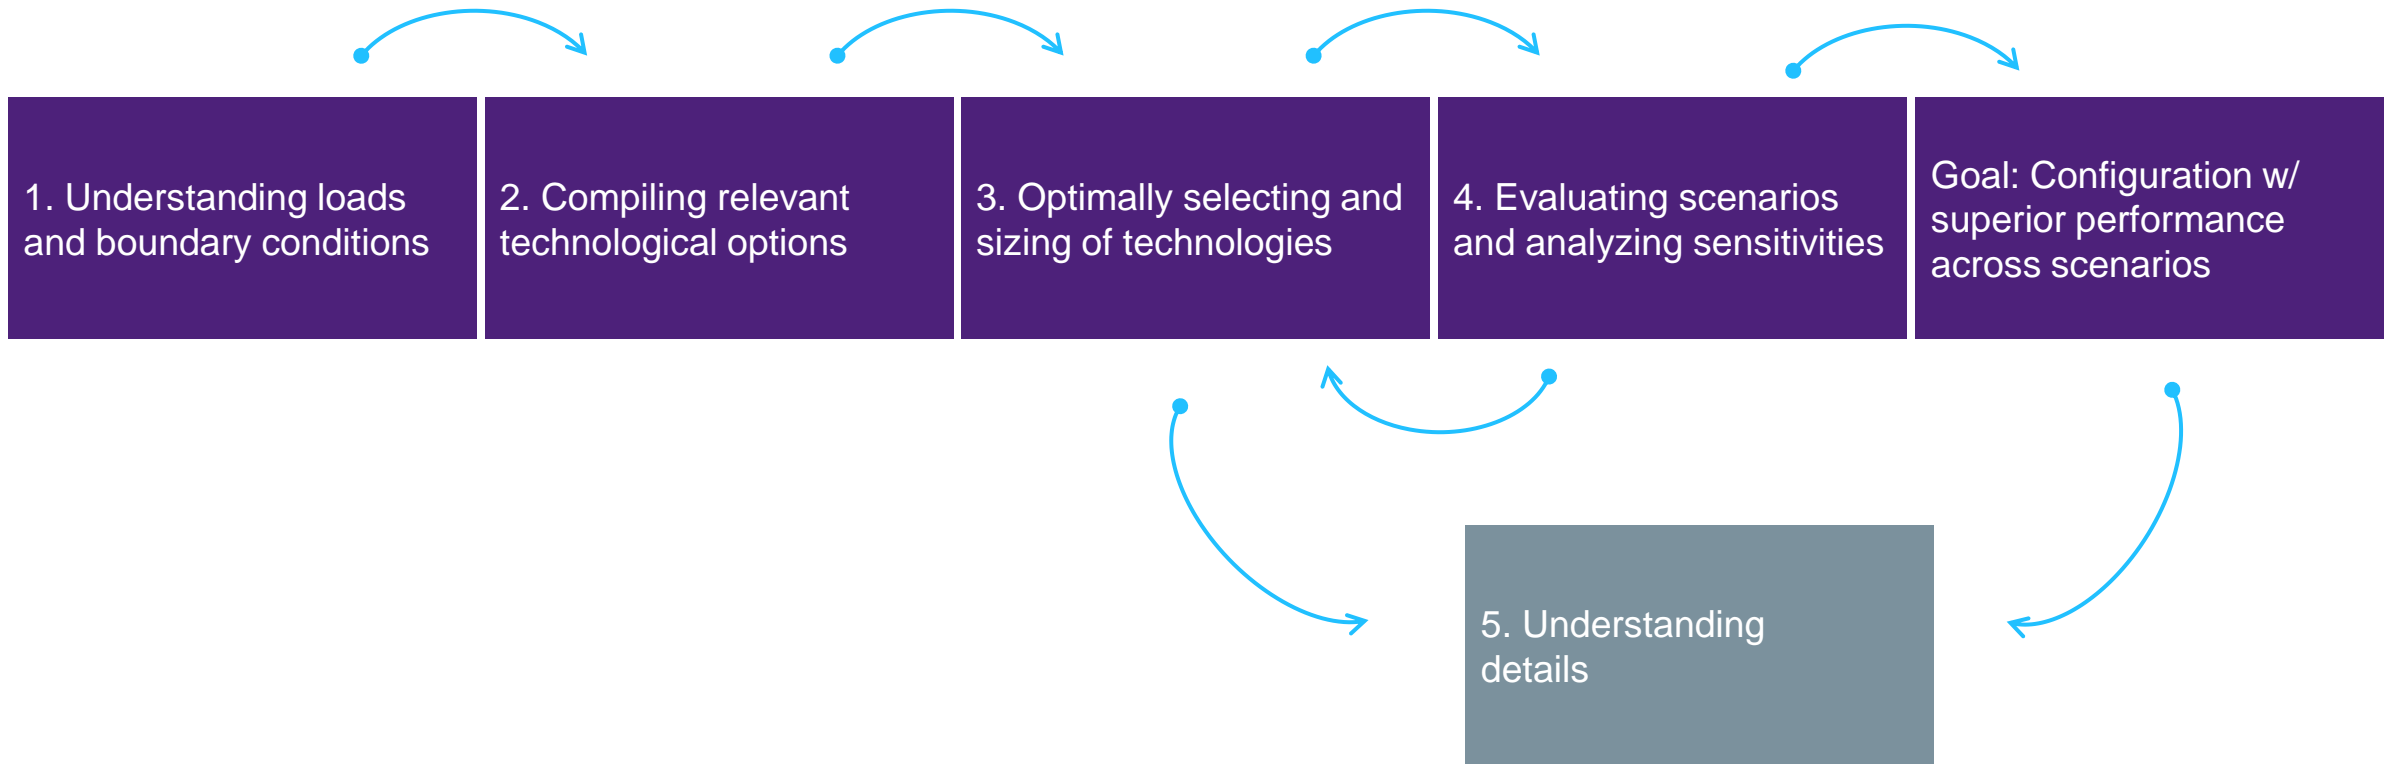 1. Understanding loads
and boundary conditions
2. Compiling relevant
technological options
3. Optimally selecting and
sizing of technologies
4. Evaluating scenarios
and analyzing sensitivities
Goal: Configuration w/
superior performance
across scenarios
5. Understanding
details